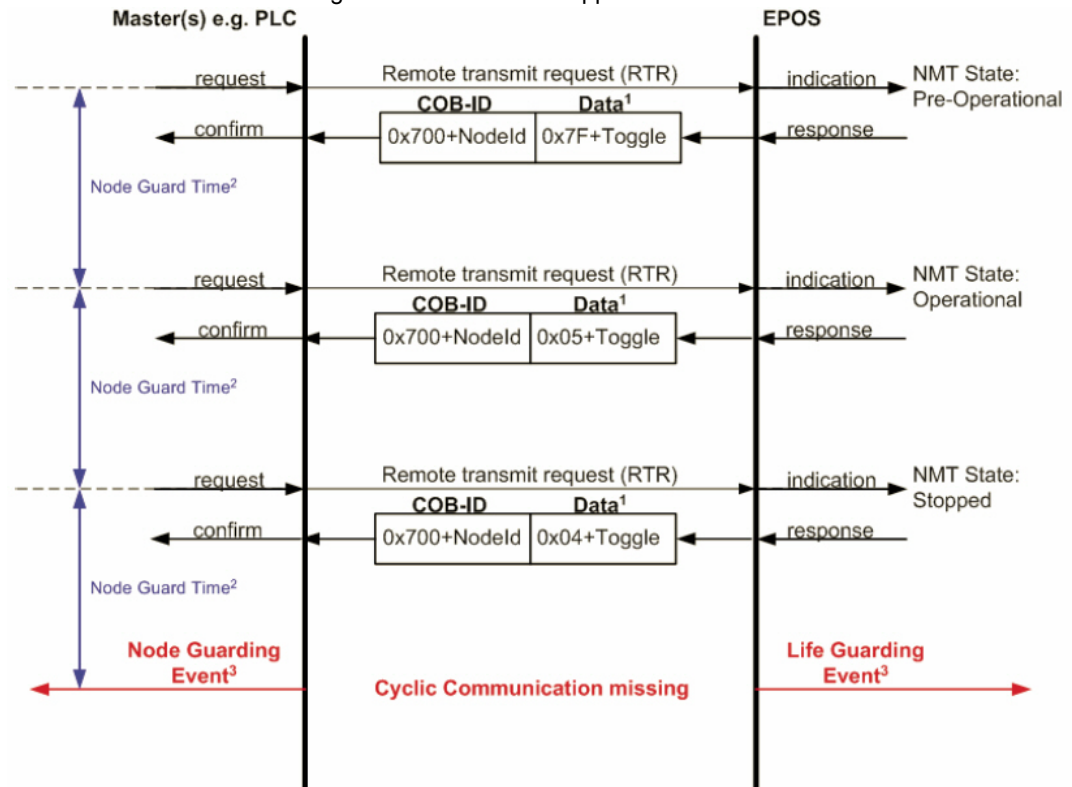 Master(s) e.g. PLC
EPOS
request
Remote transmit request (RTR)
indication
NMT State:
Pre-Operational
COB-ID
Data¹
confirm
0x700+NodeId
0x7F+Toggle
response
Node Guard Time²
request
Remote transmit request (RTR)
indication
NMT State:
Operational
COB-ID
Data¹
confirm
0x700+NodeId
0x05+Toggle
response
Node Guard Time²
request
Remote transmit request (RTR)
indication
NMT State:
Stopped
COB-ID
Data¹
confirm
0x700+NodeId
0x04+Toggle
response
Node Guard Time²
Node Guarding
Event³
Cyclic Communication missing
Life Guarding
Event³